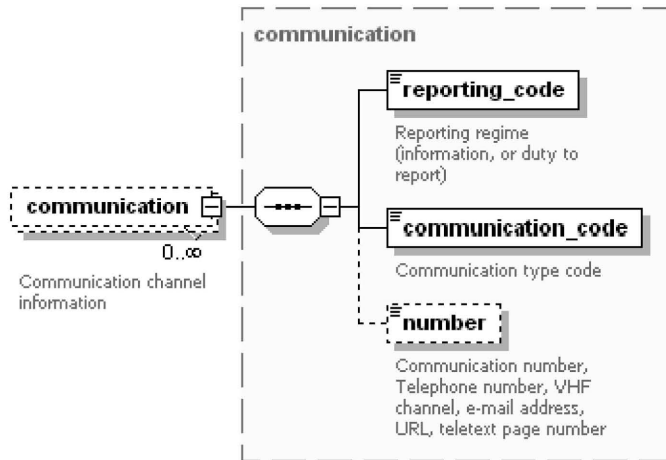 communication
reporting_code
Reporting regime
(information, or duty to
report)
communication
0..∞
Communication channel
information
communication_code
Communication type code
number
Communication number,
Telephone number, VHF
channel, e-mail address,
URL, teletext page number